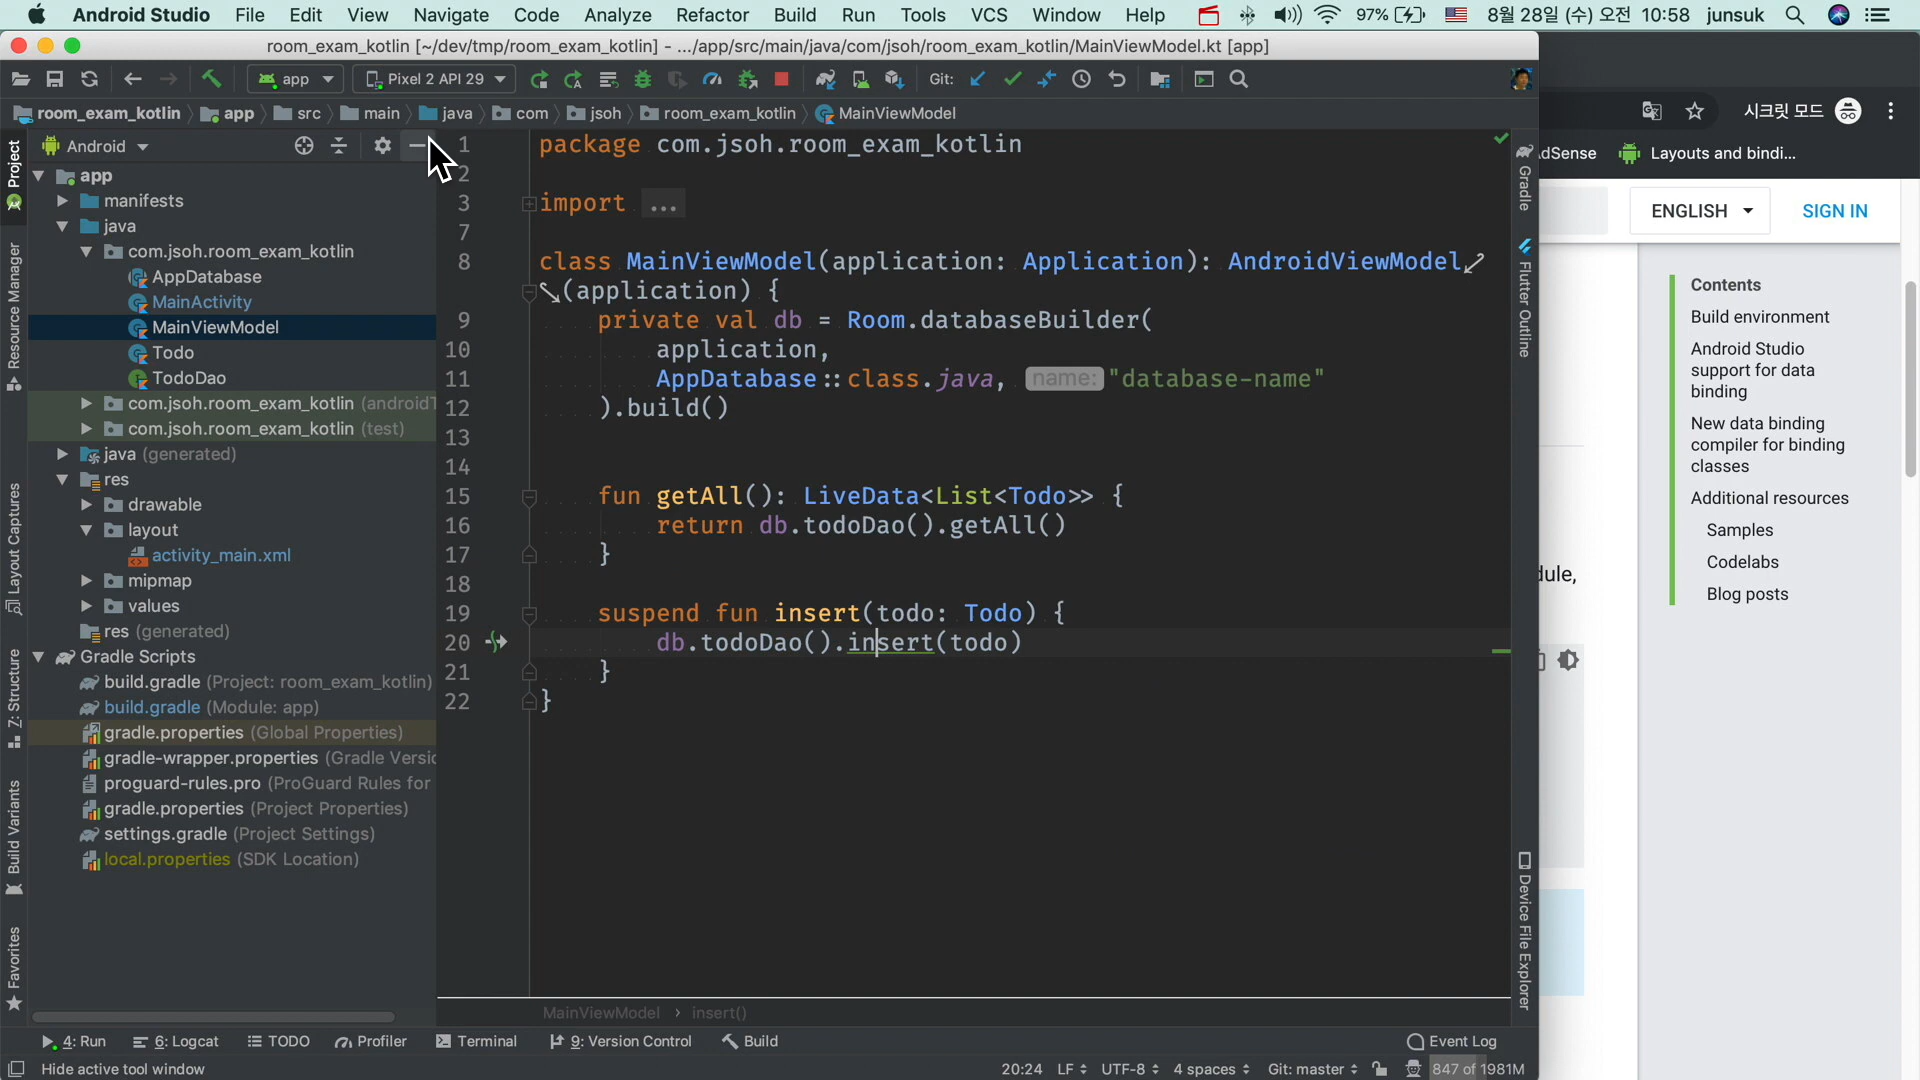 Android Studio File Edit View Navigate Code Analyze Refactor Build Run Tools VCS Window Help 97% 8월 28일 (수) 오전 10:58 junsuk
room_exam_kotlin [~/dev/tmp/room_exam_kotlin] - .../app/src/main/java/com/jsoh/room_exam_kotlin/MainViewModel.kt [app]
app Pixel 2 API 29 Git:
room_exam_kotlin app src main java com jsoh room_exam_kotlin MainViewModel
시크릿 모드
AdSense Layouts and bindi...
ENGLISH SIGN IN
Project
Resource Manager
Layout Captures
Z: Structure
Build Variants
Favorites
Android
app
manifests
java
com.jsoh.room_exam_kotlin
AppDatabase
MainActivity
MainViewModel
Todo
TodoDao
com.jsoh.room_exam_kotlin (androidT
com.jsoh.room_exam_kotlin (test)
java (generated)
res
drawable
layout
activity_main.xml
mipmap
values
res (generated)
Gradle Scripts
build.gradle (Project: room_exam_kotlin)
build.gradle (Module: app)
gradle.properties (Global Properties)
gradle-wrapper.properties (Gradle Versio
proguard-rules.pro (ProGuard Rules for
gradle.properties (Project Properties)
settings.gradle (Project Settings)
local.properties (SDK Location)
1 package com.jsoh.room_exam_kotlin
2
3 import ...
7
8 class MainViewModel(application: Application): AndroidViewModel
(application) {
9 private val db = Room.databaseBuilder(
10 application,
11 AppDatabase::class.java, name: "database-name"
12 ).build()
13
14
15 fun getAll(): LiveData<List<Todo>> {
16 return db.todoDao().getAll()
17 }
18
19 suspend fun insert(todo: Todo) {
20 db.todoDao().insert(todo)
21 }
22 }
MainViewModel › insert()
Gradle
Flutter Outline
Device File Explorer
Contents
Build environment
Android Studio
support for data
binding
New data binding
compiler for binding
classes
Additional resources
Samples
Codelabs
Blog posts
dule,
4: Run 6: Logcat TODO Profiler Terminal 9: Version Control Build Event Log
Hide active tool window 20:24 LF UTF-8 4 spaces Git: master 847 of 1981M